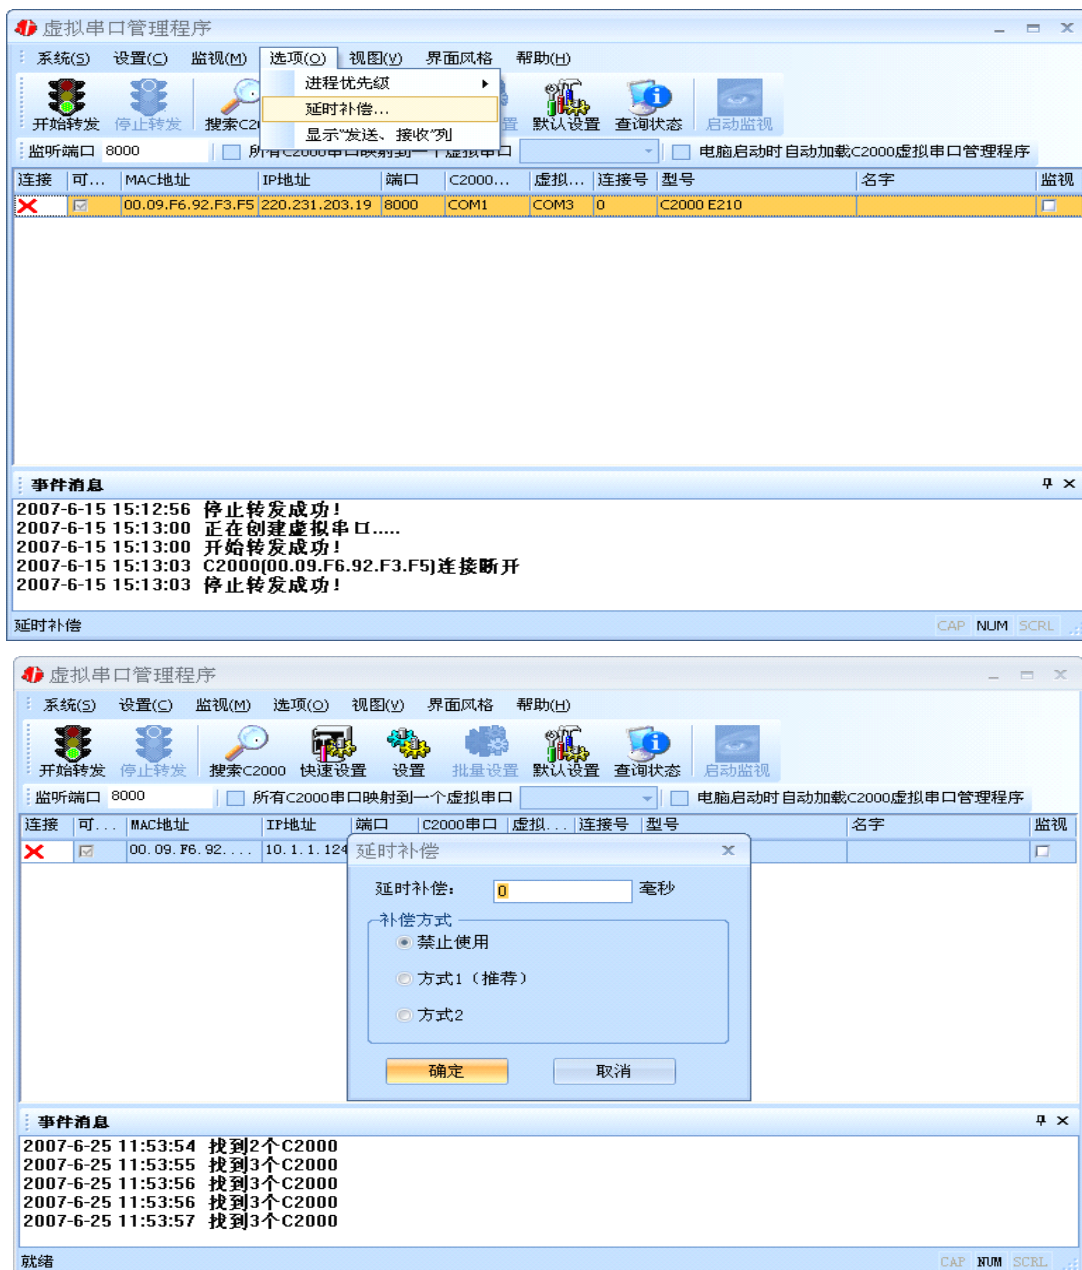 虚拟串口管理程序
系统(S) 设置(C) 监视(M) 选项(O) 视图(V) 界面风格 帮助(H)
进程优先级
延时补偿...
显示“发送、接收”列
开始转发 停止转发 搜索C2 置 默认设置 查询状态 启动监视
监听端口 8000 所有C2000串口映射到一个虚拟串口 电脑启动时自动加载C2000虚拟串口管理程序
连接 可... MAC地址 IP地址 端口 C2000... 虚拟... 连接号 型号 名字 监视
00.09.F6.92.F3.F5 220.231.203.19 8000 COM1 COM3 0 C2000 E210
事件消息
2007-6-15 15:12:56 停止转发成功!
2007-6-15 15:13:00 正在创建虚拟串口.....
2007-6-15 15:13:00 开始转发成功!
2007-6-15 15:13:03 C2000(00.09.F6.92.F3.F5)连接断开
2007-6-15 15:13:03 停止转发成功!
延时补偿 CAP NUM SCRL
虚拟串口管理程序
系统(S) 设置(C) 监视(M) 选项(O) 视图(V) 界面风格 帮助(H)
开始转发 停止转发 搜索C2000 快速设置 设置 批量设置 默认设置 查询状态 启动监视
监听端口 8000 所有C2000串口映射到一个虚拟串口 电脑启动时自动加载C2000虚拟串口管理程序
连接 可... MAC地址 IP地址 端口 C2000串口 虚拟... 连接号 型号 名字 监视
00.09.F6.92.... 10.1.1.124
延时补偿
延时补偿: 0 毫秒
补偿方式
禁止使用
方式1（推荐）
方式2
确定 取消
事件消息
2007-6-25 11:53:54 找到2个C2000
2007-6-25 11:53:55 找到3个C2000
2007-6-25 11:53:56 找到3个C2000
2007-6-25 11:53:56 找到3个C2000
2007-6-25 11:53:57 找到3个C2000
就绪 CAP NUM SCRL